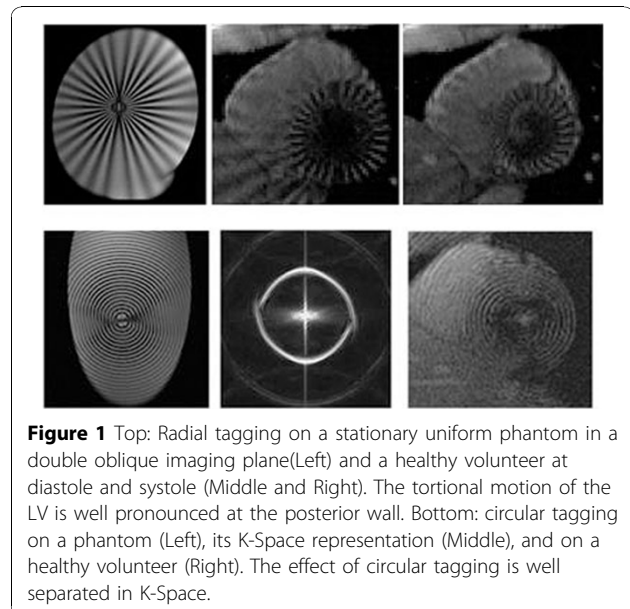 Figure 1 Top: Radial tagging on a stationary uniform phantom in a
double oblique imaging plane(Left) and a healthy volunteer at
diastole and systole (Middle and Right). The tortional motion of the
LV is well pronounced at the posterior wall. Bottom: circular tagging
on a phantom (Left), its K-Space representation (Middle), and on a
healthy volunteer (Right). The effect of circular tagging is well
separated in K-Space.